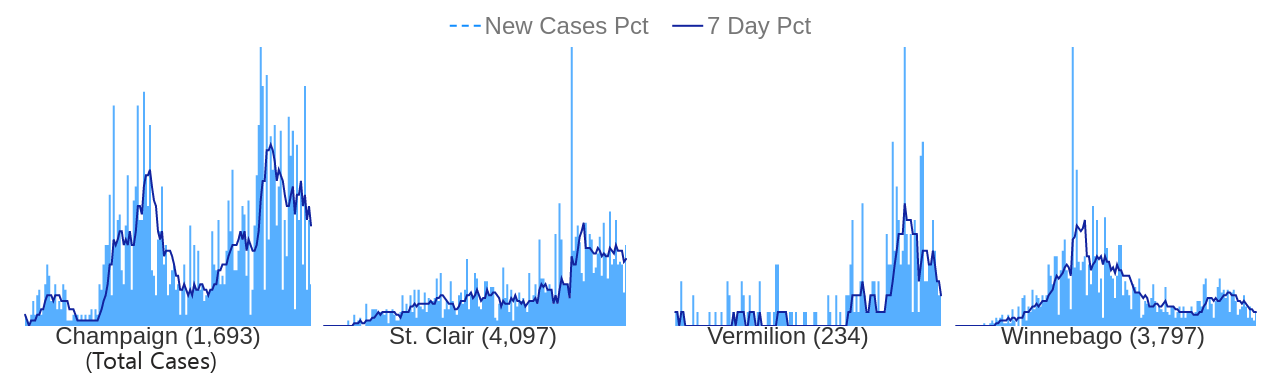 New Cases Pct 7 Day Pct
Champaign (1,693) St. Clair (4,097) Vermilion (234) Winnebago (3,797)
(Total Cases)